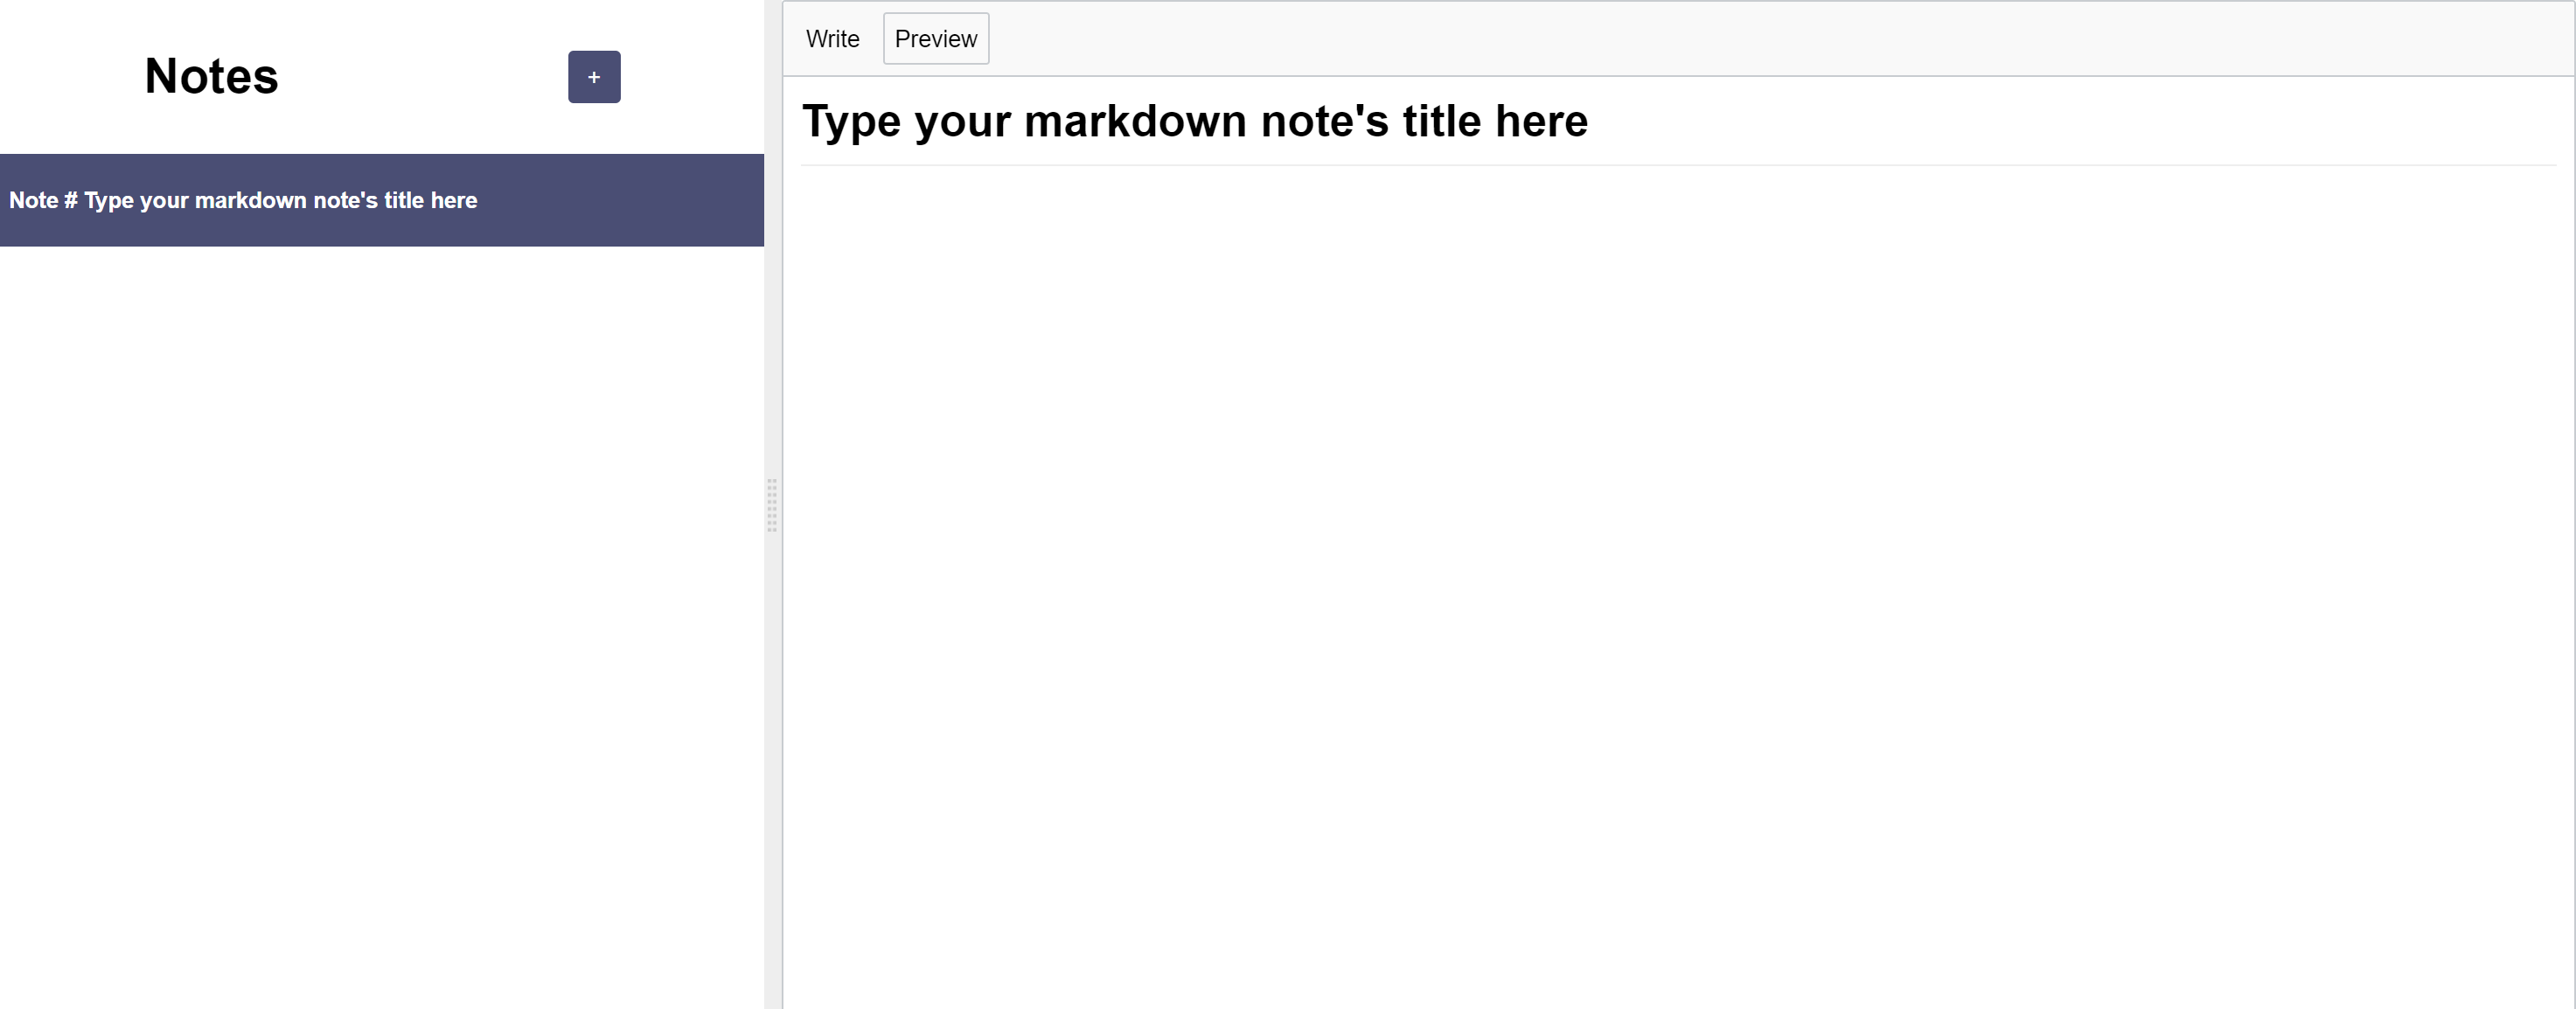 Notes
+
Note # Type your markdown note's title here
Write
Preview
Type your markdown note's title here